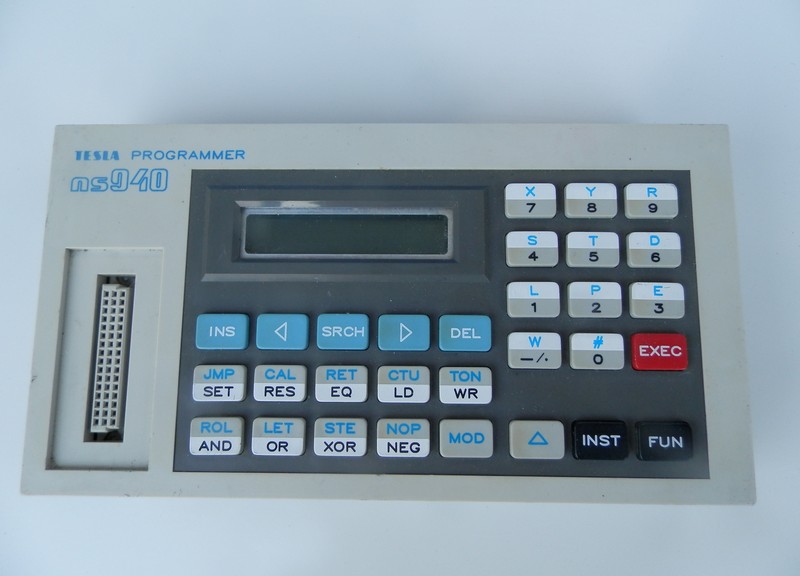 TESLA PROGRAMMER
ns940
X Y R
7 8 9
S T D
4 5 6
L P E
1 2 3
W #
—/. 0 EXEC
INS ◁ SRCH ▷ DEL
JMP CAL RET CTU TON
SET RES EQ LD WR
ROL LET STE NOP
AND OR XOR NEG MOD △ INST FUN